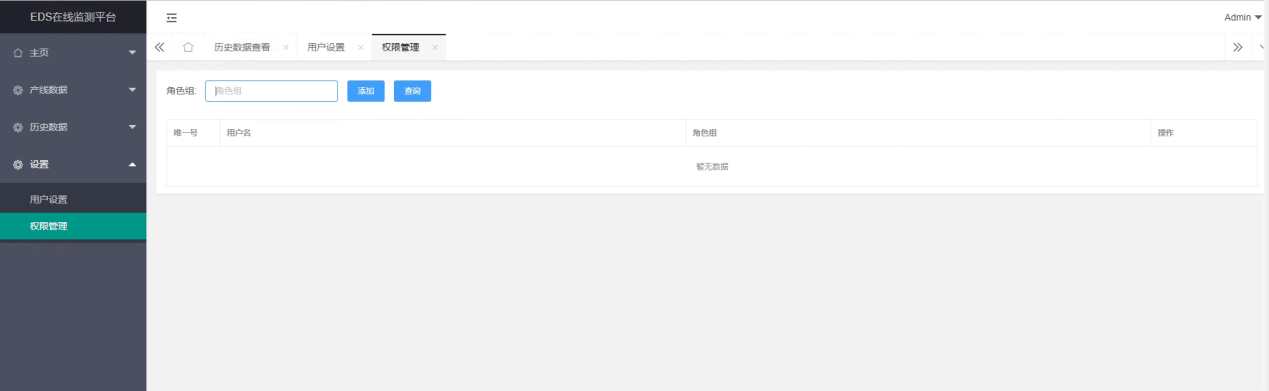 EDS在线监测平台
Admin
主页
历史数据查看 用户设置 权限管理
产线数据
角色组: 角色组 添加 查询
历史数据
唯一号 用户名 角色组 操作
设置
暂无数据
用户设置
权限管理